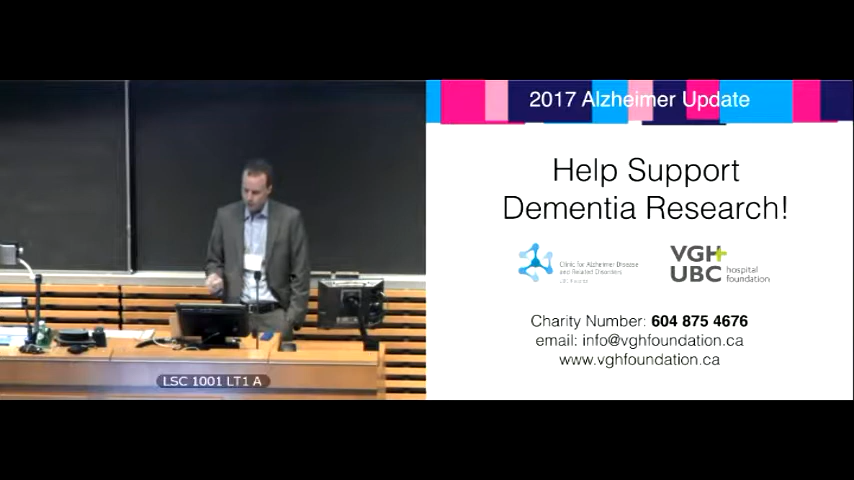 2017 Alzheimer Update
Help Support
Dementia Research!
Clinic for Alzheimer Disease
and Related Disorders
VGH+
UBC hospital
foundation
Charity Number: 604 875 4676
email: info@vghfoundation.ca
www.vghfoundation.ca
LSC 1001 LT1 A